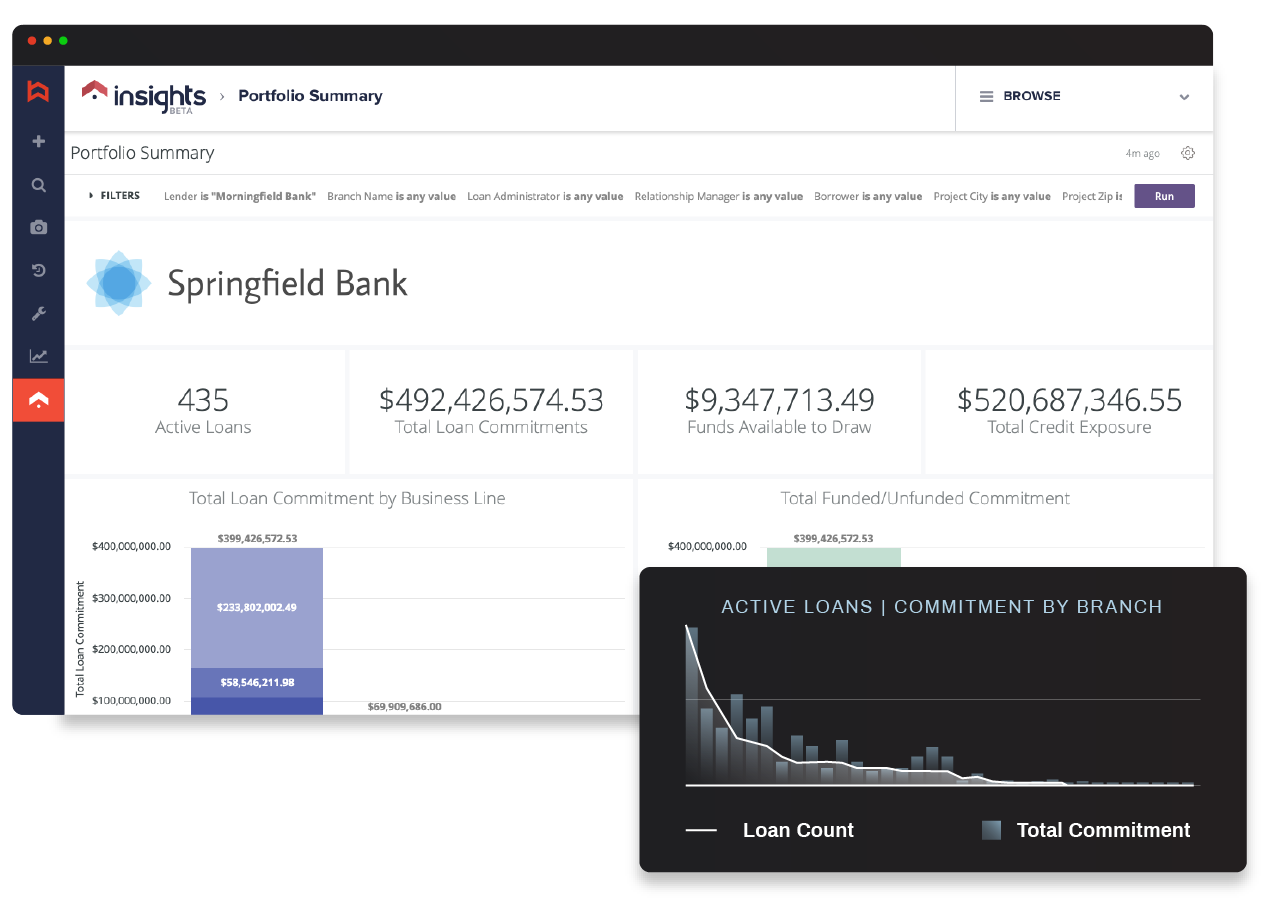 insights
BETA
› Portfolio Summary
BROWSE
Portfolio Summary
4m ago
FILTERS Lender is "Morningfield Bank" Branch Name is any value Loan Administrator is any value Relationship Manager is any value Borrower is any value Project City is any value Project Zip is Run
Springfield Bank
435 $492,426,574.53 $9,347,713.49 $520,687,346.55
Active Loans Total Loan Commitments Funds Available to Draw Total Credit Exposure
Total Loan Commitment by Business Line
$399,426,572.53
$400,000,000.00
$300,000,000.00
$233,802,002.49
$200,000,000.00
$58,546,211.98
$100,000,000.00
$69,909,686.00
Total Loan Commitment
Total Funded/Unfunded Commitment
$399,426,572.53
$400,000,000.00
ACTIVE LOANS | COMMITMENT BY BRANCH
Loan Count Total Commitment